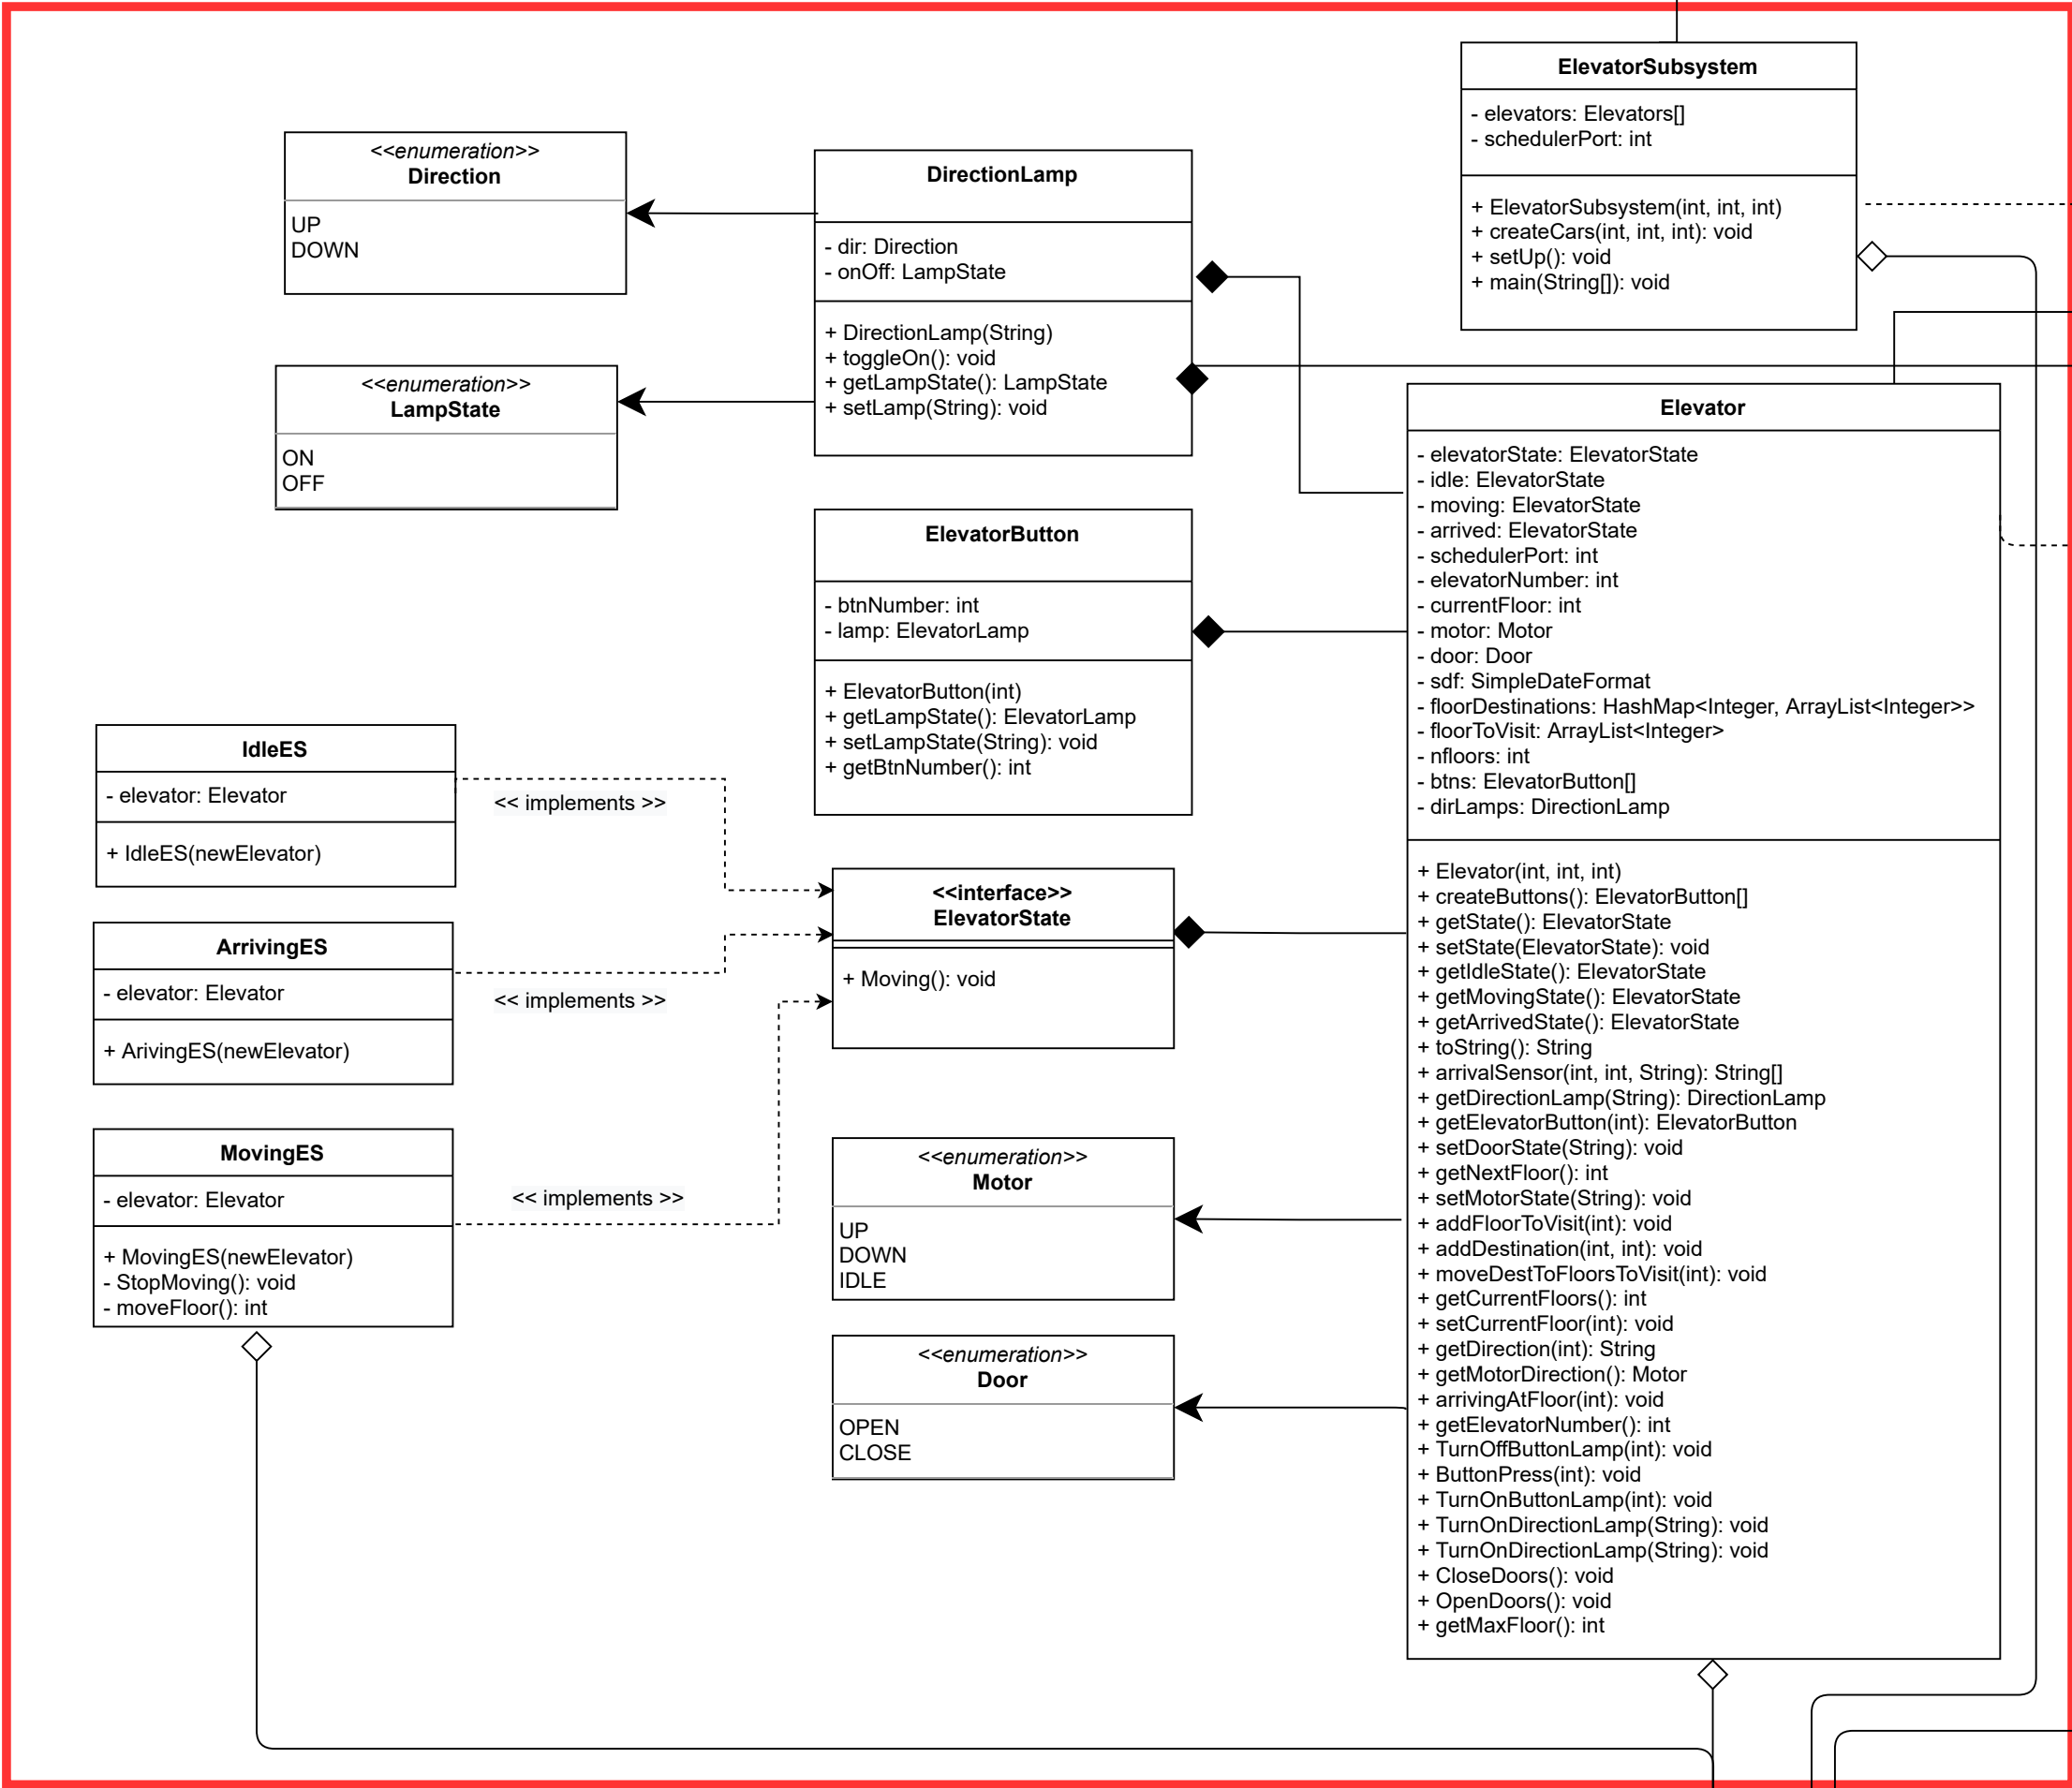 ElevatorSubsystem
- elevators: Elevators[]
- schedulerPort: int
+ ElevatorSubsystem(int, int, int)
+ createCars(int, int, int): void
+ setUp(): void
+ main(String[]): void
<<enumeration>>
Direction
UP
DOWN
DirectionLamp
- dir: Direction
- onOff: LampState
+ DirectionLamp(String)
+ toggleOn(): void
+ getLampState(): LampState
+ setLamp(String): void
<<enumeration>>
LampState
ON
OFF
ElevatorButton
- btnNumber: int
- lamp: ElevatorLamp
+ ElevatorButton(int)
+ getLampState(): ElevatorLamp
+ setLampState(String): void
+ getBtnNumber(): int
Elevator
- elevatorState: ElevatorState
- idle: ElevatorState
- moving: ElevatorState
- arrived: ElevatorState
- schedulerPort: int
- elevatorNumber: int
- currentFloor: int
- motor: Motor
- door: Door
- sdf: SimpleDateFormat
- floorDestinations: HashMap<Integer, ArrayList<Integer>>
- floorToVisit: ArrayList<Integer>
- nfloors: int
- btns: ElevatorButton[]
- dirLamps: DirectionLamp
+ Elevator(int, int, int)
+ createButtons(): ElevatorButton[]
+ getState(): ElevatorState
+ setState(ElevatorState): void
+ getIdleState(): ElevatorState
+ getMovingState(): ElevatorState
+ getArrivedState(): ElevatorState
+ toString(): String
+ arrivalSensor(int, int, String): String[]
+ getDirectionLamp(String): DirectionLamp
+ getElevatorButton(int): ElevatorButton
+ setDoorState(String): void
+ getNextFloor(): int
+ setMotorState(String): void
+ addFloorToVisit(int): void
+ addDestination(int, int): void
+ moveDestToFloorsToVisit(int): void
+ getCurrentFloors(): int
+ setCurrentFloor(int): void
+ getDirection(int): String
+ getMotorDirection(): Motor
+ arrivingAtFloor(int): void
+ getElevatorNumber(): int
+ TurnOffButtonLamp(int): void
+ ButtonPress(int): void
+ TurnOnButtonLamp(int): void
+ TurnOnDirectionLamp(String): void
+ TurnOnDirectionLamp(String): void
+ CloseDoors(): void
+ OpenDoors(): void
+ getMaxFloor(): int
IdleES
- elevator: Elevator
+ IdleES(newElevator)
<< implements >>
ArrivingES
- elevator: Elevator
+ ArivingES(newElevator)
<< implements >>
MovingES
- elevator: Elevator
+ MovingES(newElevator)
- StopMoving(): void
- moveFloor(): int
<< implements >>
<<interface>>
ElevatorState
+ Moving(): void
<<enumeration>>
Motor
UP
DOWN
IDLE
<<enumeration>>
Door
OPEN
CLOSE